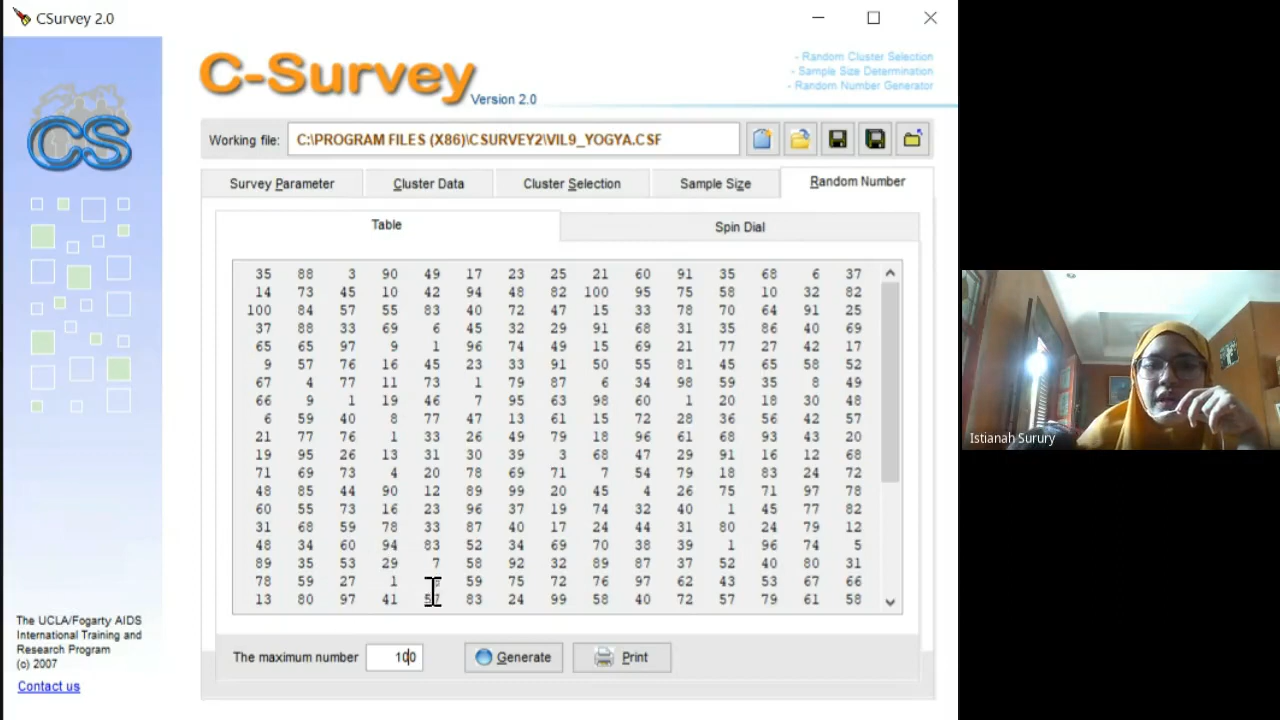 CSurvey 2.0
C-Survey
Version 2.0
- Random Cluster Selection
- Sample Size Determination
- Random Number Generator
CS
Working file: C:\PROGRAM FILES (X86)\CSURVEY2\VIL9_YOGYA.CSF
Survey Parameter Cluster Data Cluster Selection Sample Size Random Number
Table Spin Dial
35 88 3 90 49 17 23 25 21 60 91 35 68 6 37
14 73 45 10 42 94 48 82 100 95 75 58 10 32 82
100 84 57 55 83 40 72 47 15 33 78 70 64 91 25
37 88 33 69 6 45 32 29 91 68 31 35 86 40 69
65 65 97 9 1 96 74 49 15 69 21 77 27 42 17
9 57 76 16 45 23 33 91 50 55 81 45 65 58 52
67 4 77 11 73 1 79 87 6 34 98 59 35 8 49
66 9 1 19 46 7 95 63 98 60 1 20 18 30 48
6 59 40 8 77 47 13 61 15 72 28 36 56 42 57
21 77 76 1 33 26 49 79 18 96 61 68 93 43 20
19 95 26 13 31 30 39 3 68 47 29 91 16 12 68
71 69 73 4 20 78 69 71 7 54 79 18 83 24 72
48 85 44 90 12 89 99 20 45 4 26 75 71 97 78
60 55 73 16 23 96 37 19 74 32 40 1 45 77 82
31 68 59 78 33 87 40 17 24 44 31 80 24 79 12
48 34 60 94 83 52 34 69 70 38 39 1 96 74 5
89 35 53 29 7 58 92 32 89 87 37 52 40 80 31
78 59 27 1 59 75 72 76 97 62 43 53 67 66
13 80 97 41 83 24 99 58 40 72 57 79 61 58
The maximum number 100 Generate Print
The UCLA/Fogarty AIDS
International Training and
Research Program
(c) 2007
Contact us
Istianah Surury